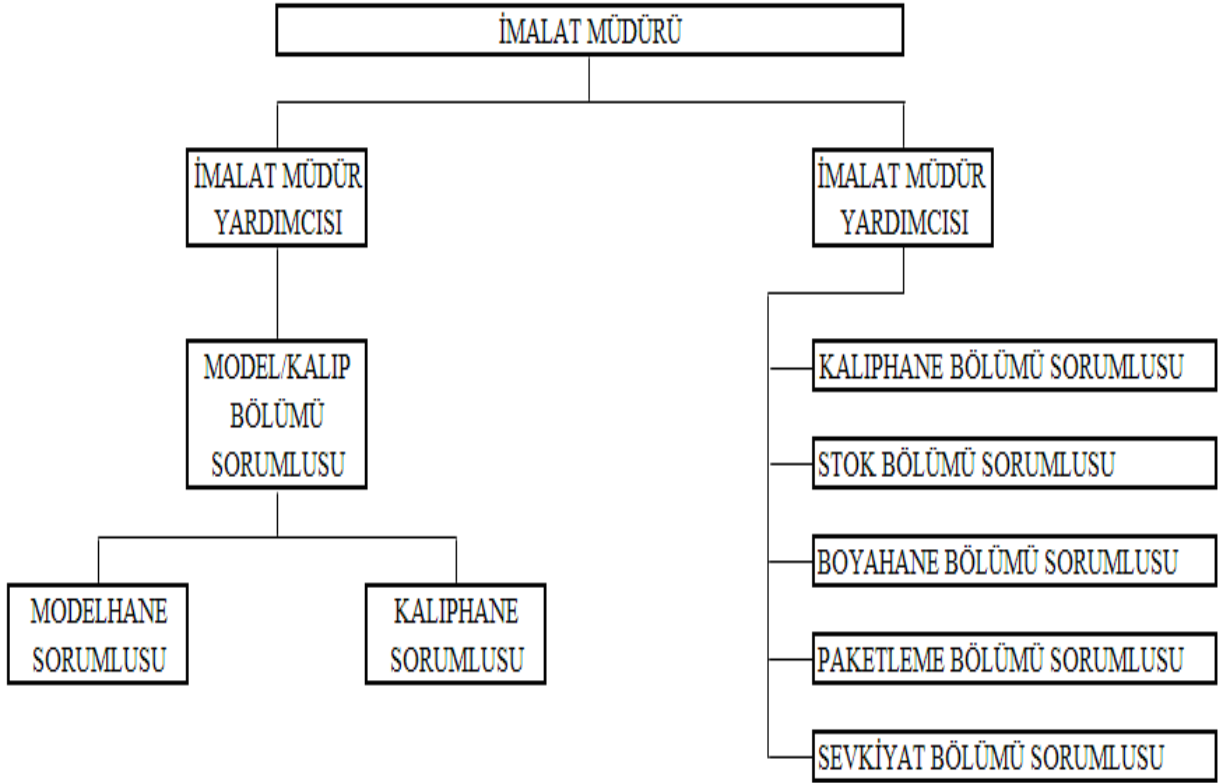 İMALAT MÜDÜRÜ
İMALAT MÜDÜR
YARDIMCISI
İMALAT MÜDÜR
YARDIMCISI
MODEL/KALIP
BÖLÜMÜ
SORUMLUSU
MODELHANE
SORUMLUSU
KALIPHANE
SORUMLUSU
KALIPHANE BÖLÜMÜ SORUMLUSU
STOK BÖLÜMÜ SORUMLUSU
BOYAHANE BÖLÜMÜ SORUMLUSU
PAKETLEME BÖLÜMÜ SORUMLUSU
SEVKİYAT BÖLÜMÜ SORUMLUSU